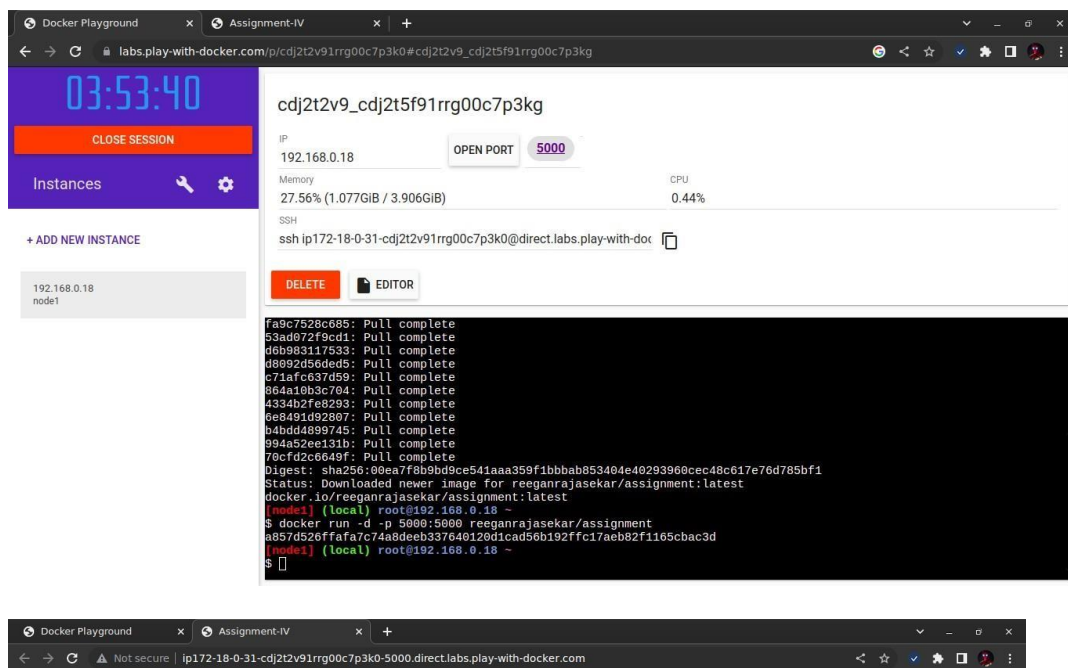 Docker Playground
Assignment-IV
labs.play-with-docker.com/p/cdj2t2v91rrg00c7p3k0#cdj2t2v9_cdj2t5f91rrg00c7p3kg
03:53:40
CLOSE SESSION
Instances
+ ADD NEW INSTANCE
192.168.0.18
node1
cdj2t2v9_cdj2t5f91rrg00c7p3kg
IP
192.168.0.18
OPEN PORT
5000
Memory
27.56% (1.077GiB / 3.906GiB)
CPU
0.44%
SSH
ssh ip172-18-0-31-cdj2t2v91rrg00c7p3k0@direct.labs.play-with-doc
DELETE
EDITOR
fa9c7528c685: Pull complete
53ad072f9cd1: Pull complete
d6b983117533: Pull complete
d8092d56ded5: Pull complete
c71afc637d59: Pull complete
864a10b3c704: Pull complete
4334b2fe8293: Pull complete
6e8491d92807: Pull complete
b4bdd4899745: Pull complete
994a52ee131b: Pull complete
70cfd2c6649f: Pull complete
Digest: sha256:00ea7f8b9bd9ce541aaa359f1bbbab853404e40293960cec48c617e76d785bf1
Status: Downloaded newer image for reeganrajasekar/assignment:latest
docker.io/reeganrajasekar/assignment:latest
[node1] (local) root@192.168.0.18 ~
$ docker run -d -p 5000:5000 reeganrajasekar/assignment
a857d526ffafa7c74a8deeb337640120d1cad56b192ffc17aeb82f1165cbac3d
[node1] (local) root@192.168.0.18 ~
$
Docker Playground
Assignment-IV
Not secure
ip172-18-0-31-cdj2t2v91rrg00c7p3k0-5000.direct.labs.play-with-docker.com